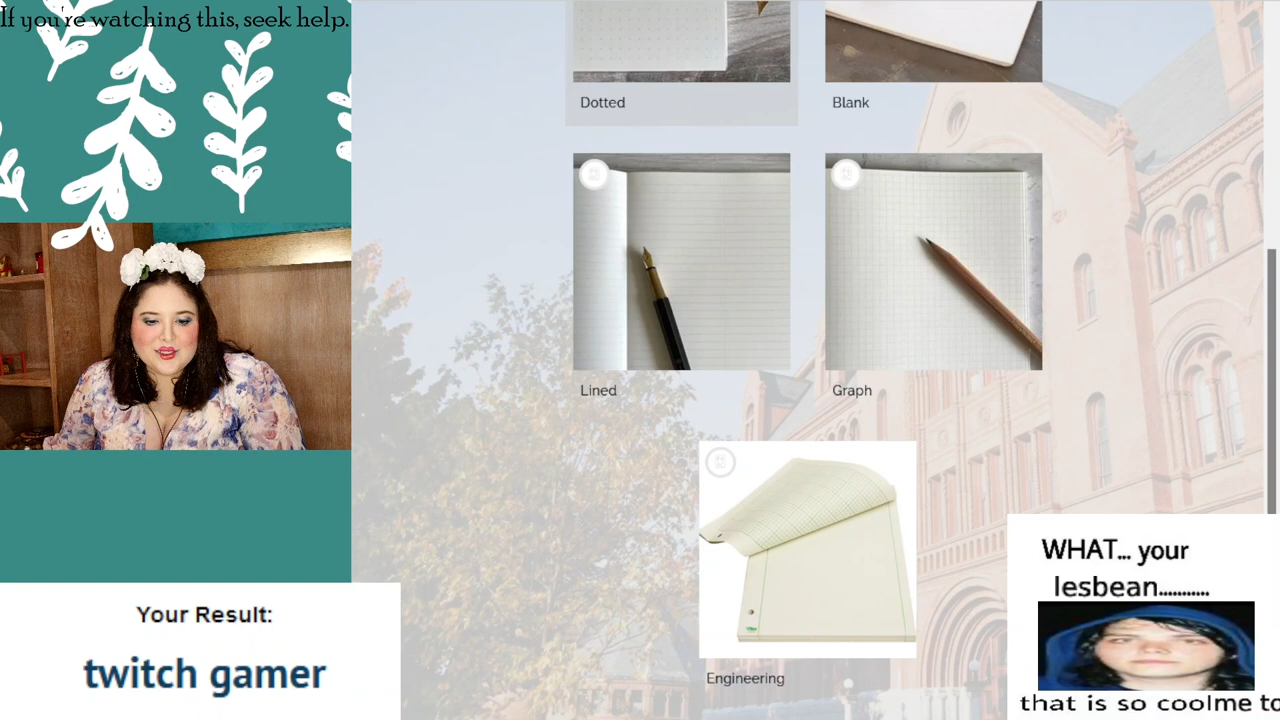 If you're watching this, seek help.
Dotted
Blank
Lined
Graph
Engineering
Your Result:
twitch gamer
WHAT... your
lesbean...........
that is so coolme to